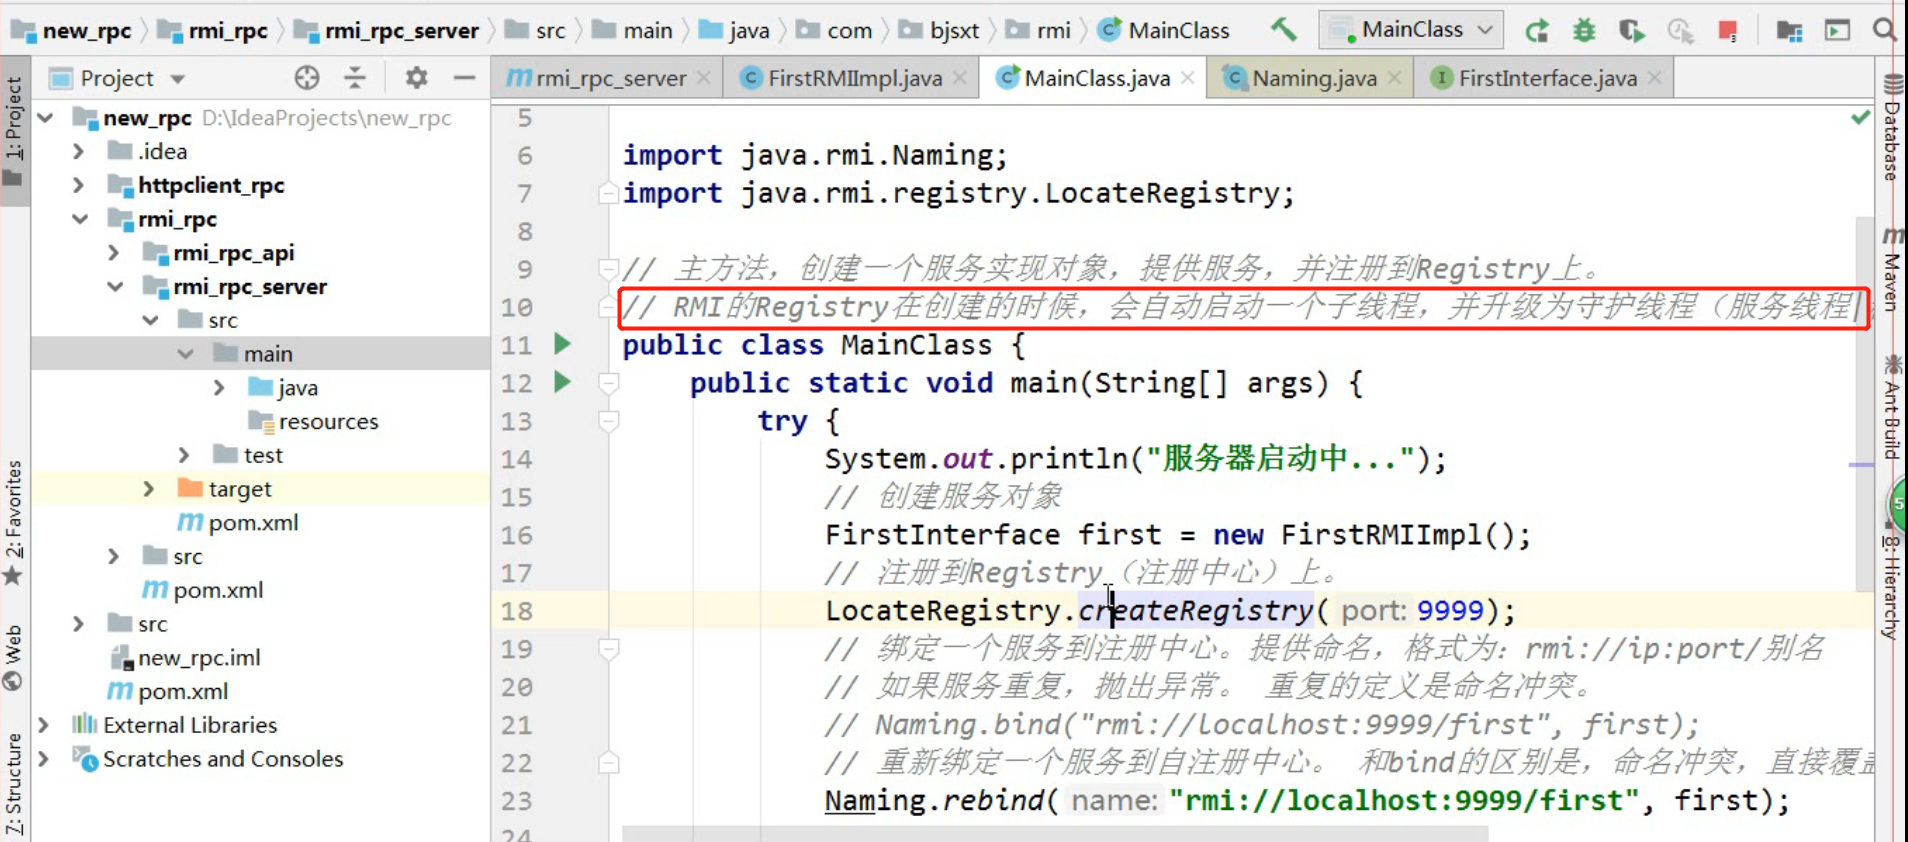 new_rpc rmi_rpc rmi_rpc_server src main java com bjsxt rmi MainClass MainClass
Project
rmi_rpc_server FirstRMIImpl.java MainClass.java Naming.java FirstInterface.java
1: Project
2: Favorites
Web
7: Structure
new_rpc D:\IdeaProjects\new_rpc
.idea
httpclient_rpc
rmi_rpc
rmi_rpc_api
rmi_rpc_server
src
main
java
resources
test
target
pom.xml
src
pom.xml
src
new_rpc.iml
pom.xml
External Libraries
Scratches and Consoles
5
6 import java.rmi.Naming;
7 import java.rmi.registry.LocateRegistry;
8
9 // 主方法，创建一个服务实现对象，提供服务，并注册到Registry上。
10 // RMI的Registry在创建的时候，会自动启动一个子线程，并升级为守护线程（服务线程|
11 public class MainClass {
12 public static void main(String[] args) {
13 try {
14 System.out.println("服务器启动中...");
15 // 创建服务对象
16 FirstInterface first = new FirstRMIImpl();
17 // 注册到Registry（注册中心）上。
18 LocateRegistry.createRegistry( port: 9999);
19 // 绑定一个服务到注册中心。提供命名，格式为：rmi://ip:port/别名
20 // 如果服务重复，抛出异常。 重复的定义是命名冲突。
21 // Naming.bind("rmi://localhost:9999/first", first);
22 // 重新绑定一个服务到自注册中心。 和bind的区别是，命名冲突，直接覆盖
23 Naming.rebind( name: "rmi://localhost:9999/first", first);
24
Database
Maven
Ant Build
5
8: Hierarchy